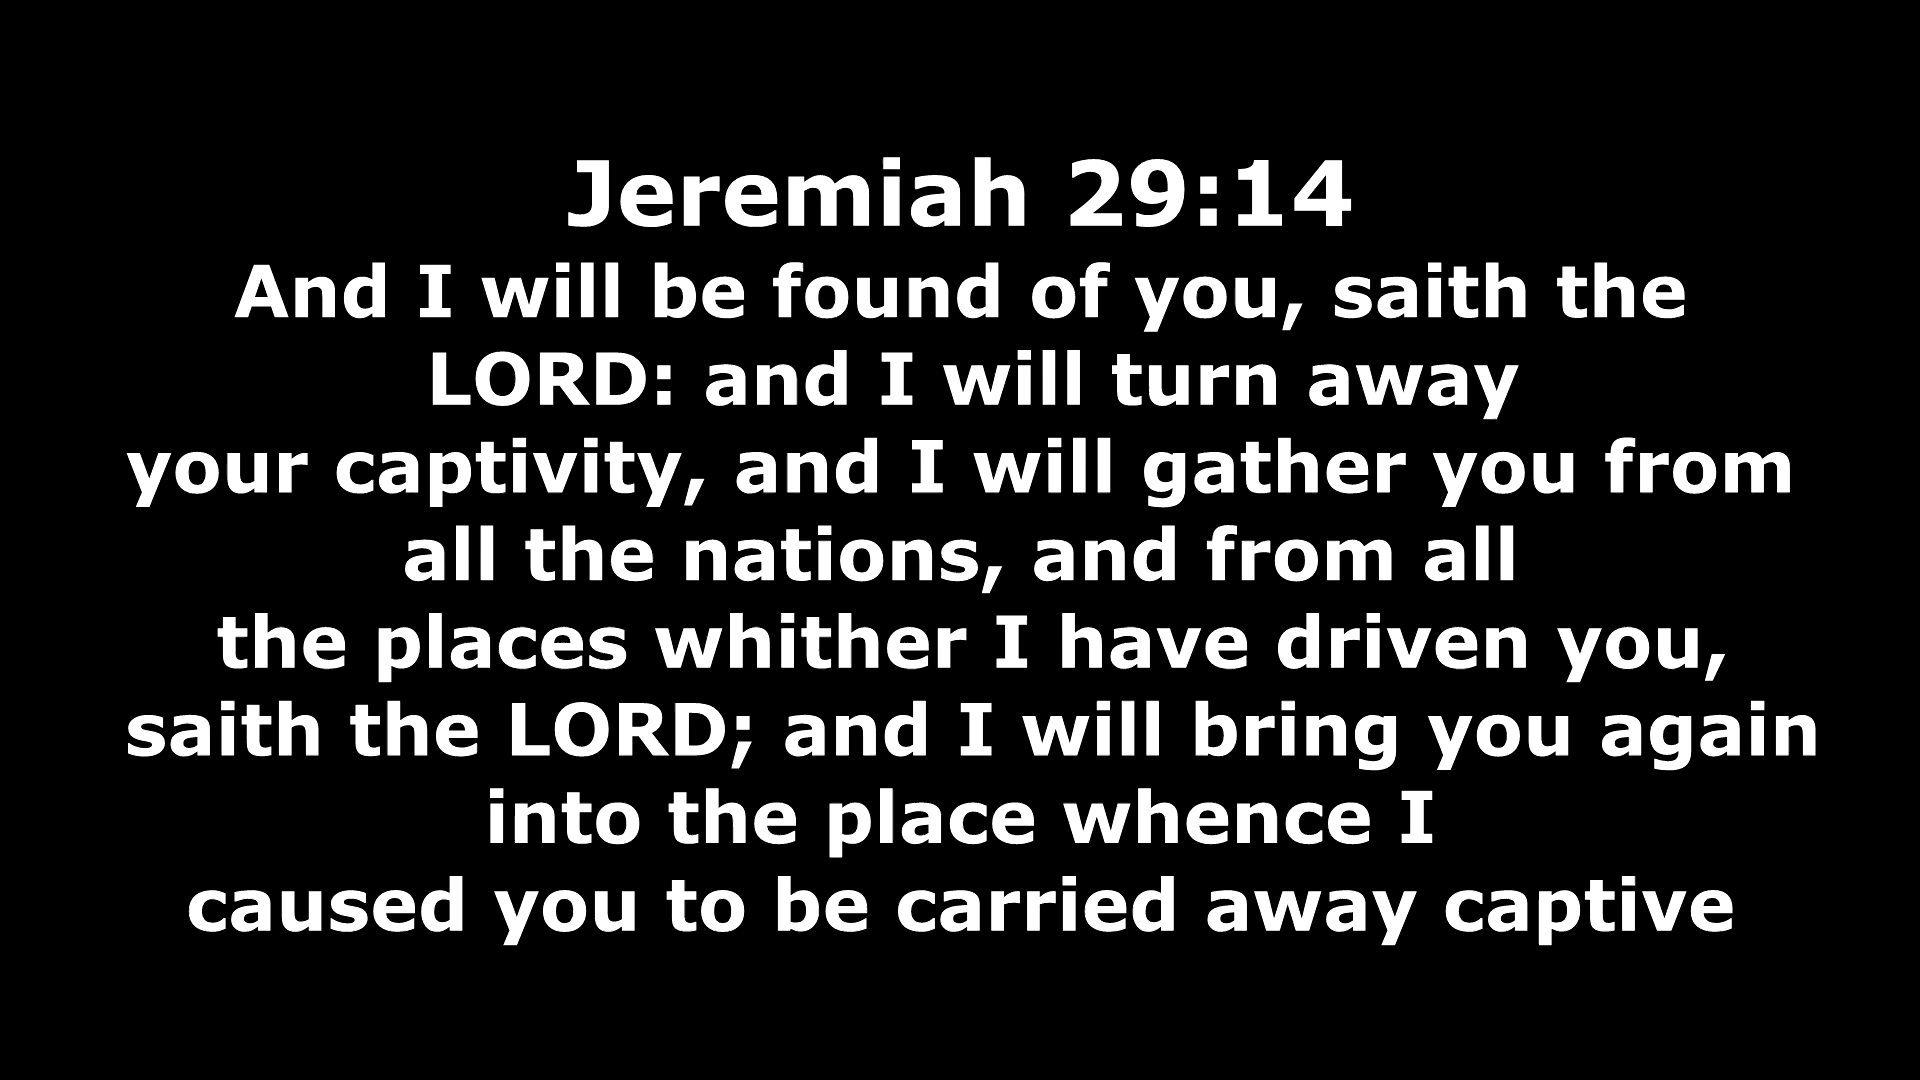 Jeremiah 29:14
And I will be found of you, saith the
LORD: and I will turn away
your captivity, and I will gather you from
all the nations, and from all
the places whither I have driven you,
saith the LORD; and I will bring you again
into the place whence I
caused you to be carried away captive